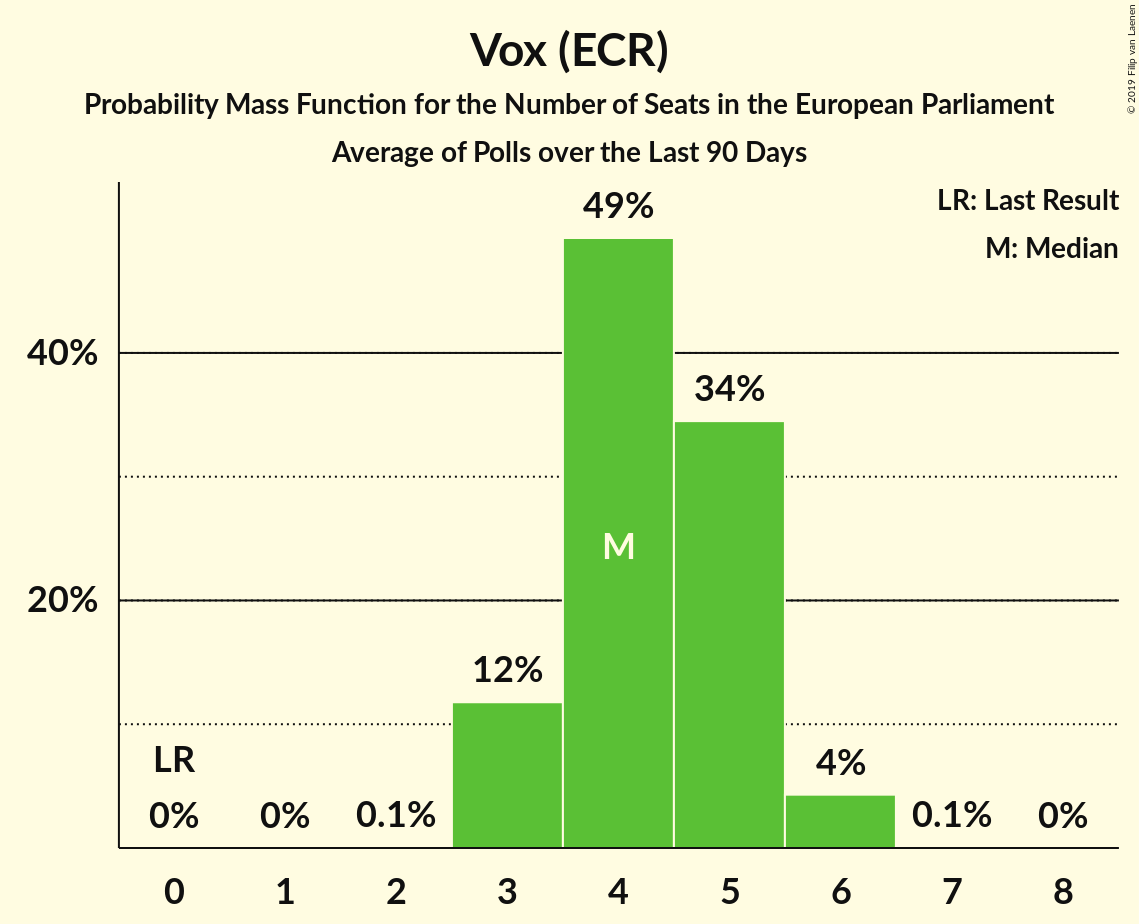 Vox (ECR)
Probability Mass Function for the Number of Seats in the European Parliament
Average of Polls over the Last 90 Days
© 2019 Filip van Laenen
LR: Last Result
M: Median
49%
40%
34%
M
20%
12%
LR
4%
0% 0% 0.1% 0.1% 0%
0 1 2 3 4 5 6 7 8